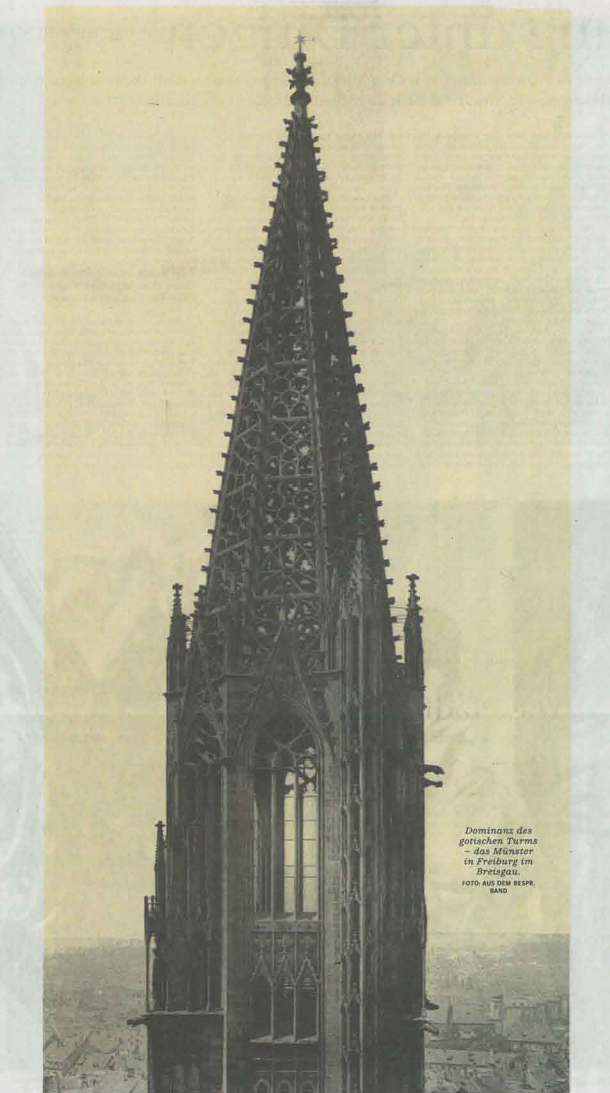 Dominanz des
gotischen Turms
– das Münster
in Freiburg im
Breisgau.
FOTO: AUS DEM BESPR.
BAND